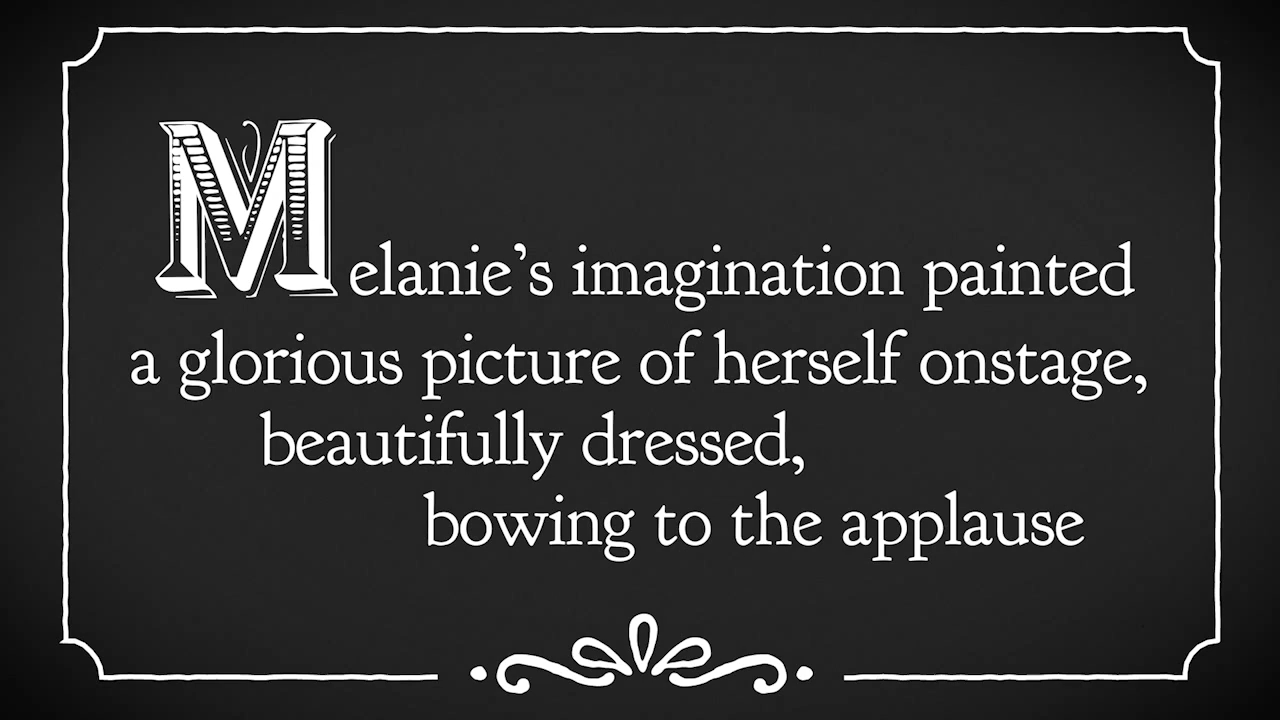 Melanie’s imagination painted
a glorious picture of herself onstage,
beautifully dressed,
bowing to the applause